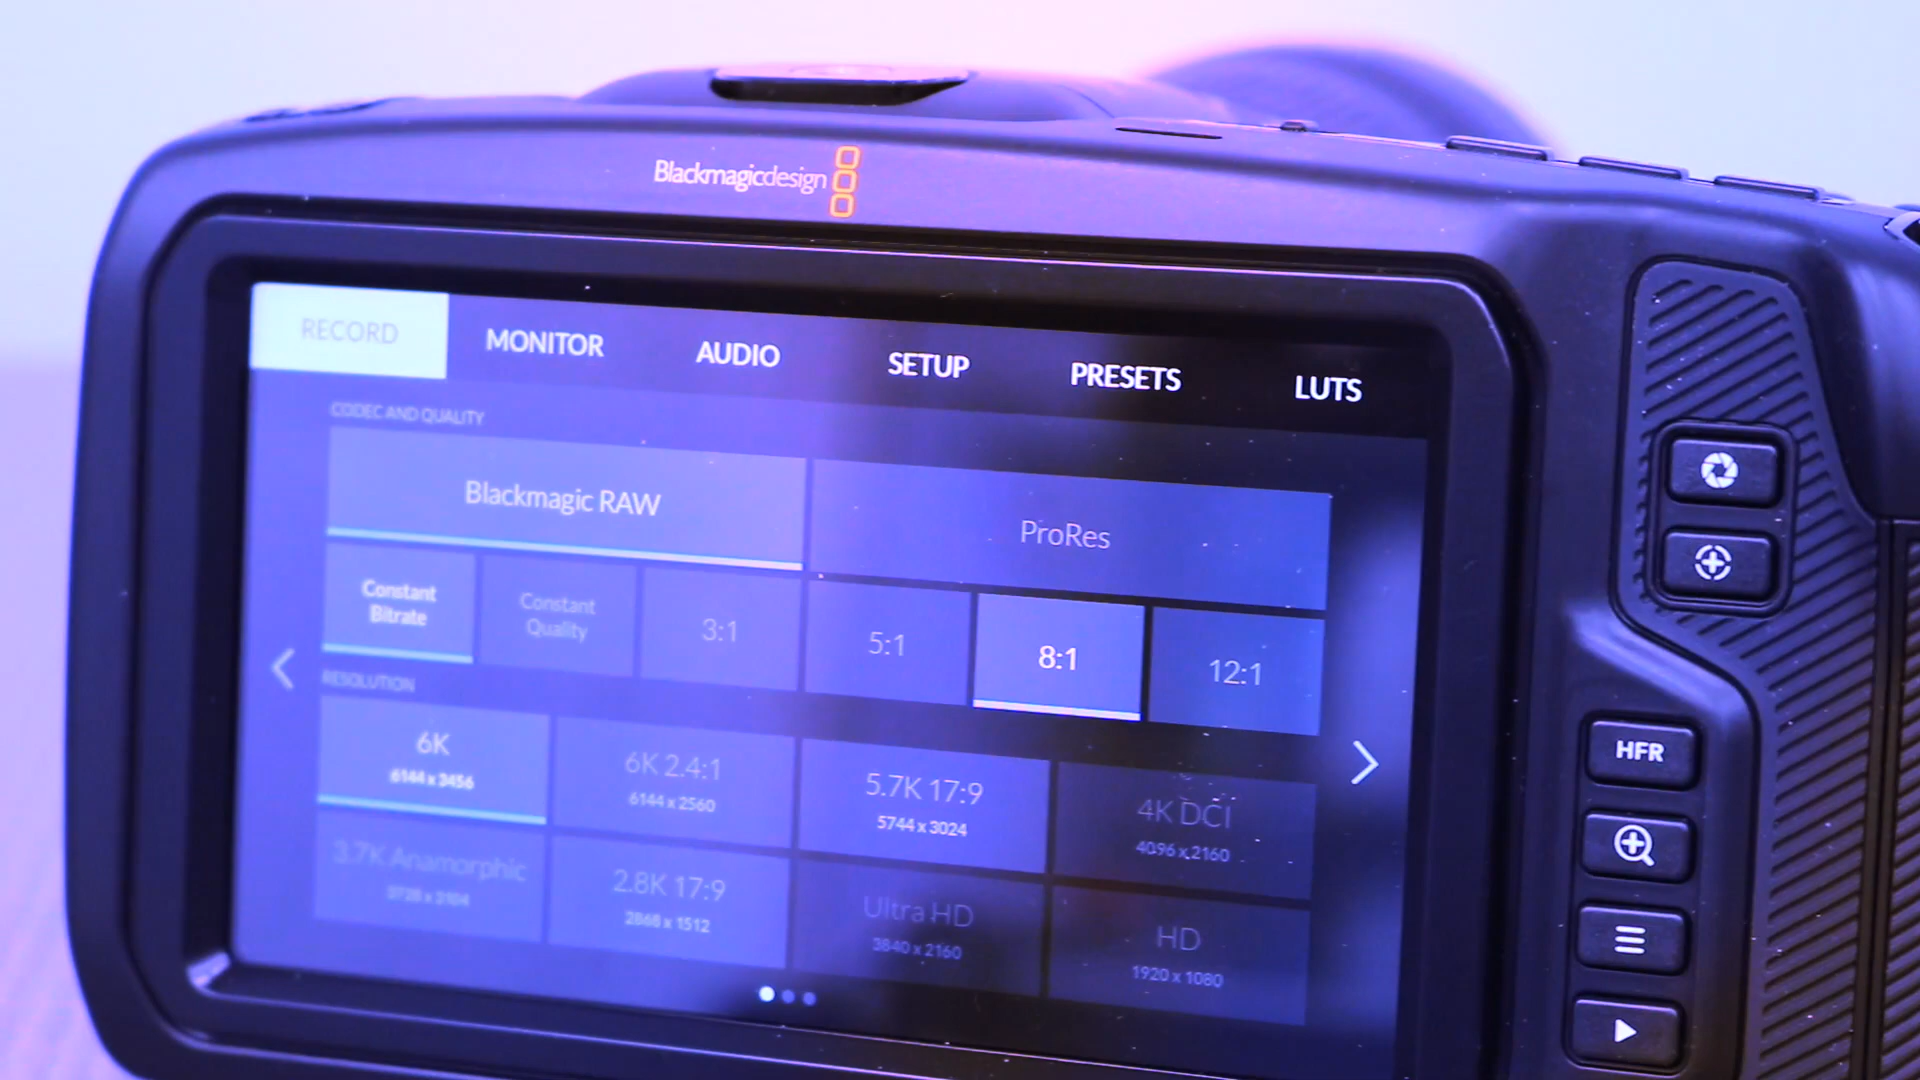 Blackmagicdesign
RECORD MONITOR AUDIO SETUP PRESETS LUTS
CODEC AND QUALITY
Blackmagic RAW ProRes
Constant Bitrate Constant Quality 3:1 5:1 8:1 12:1
RESOLUTION
6K 6K 2.4:1 5.7K 17:9 4K DCI
6144 x 3456 6144 x 2560 5744 x 3024 4096 x 2160
3.7K Anamorphic 2.8K 17:9 Ultra HD HD
3728 x 3104 2868 x 1512 3840 x 2160 1920 x 1080
HFR